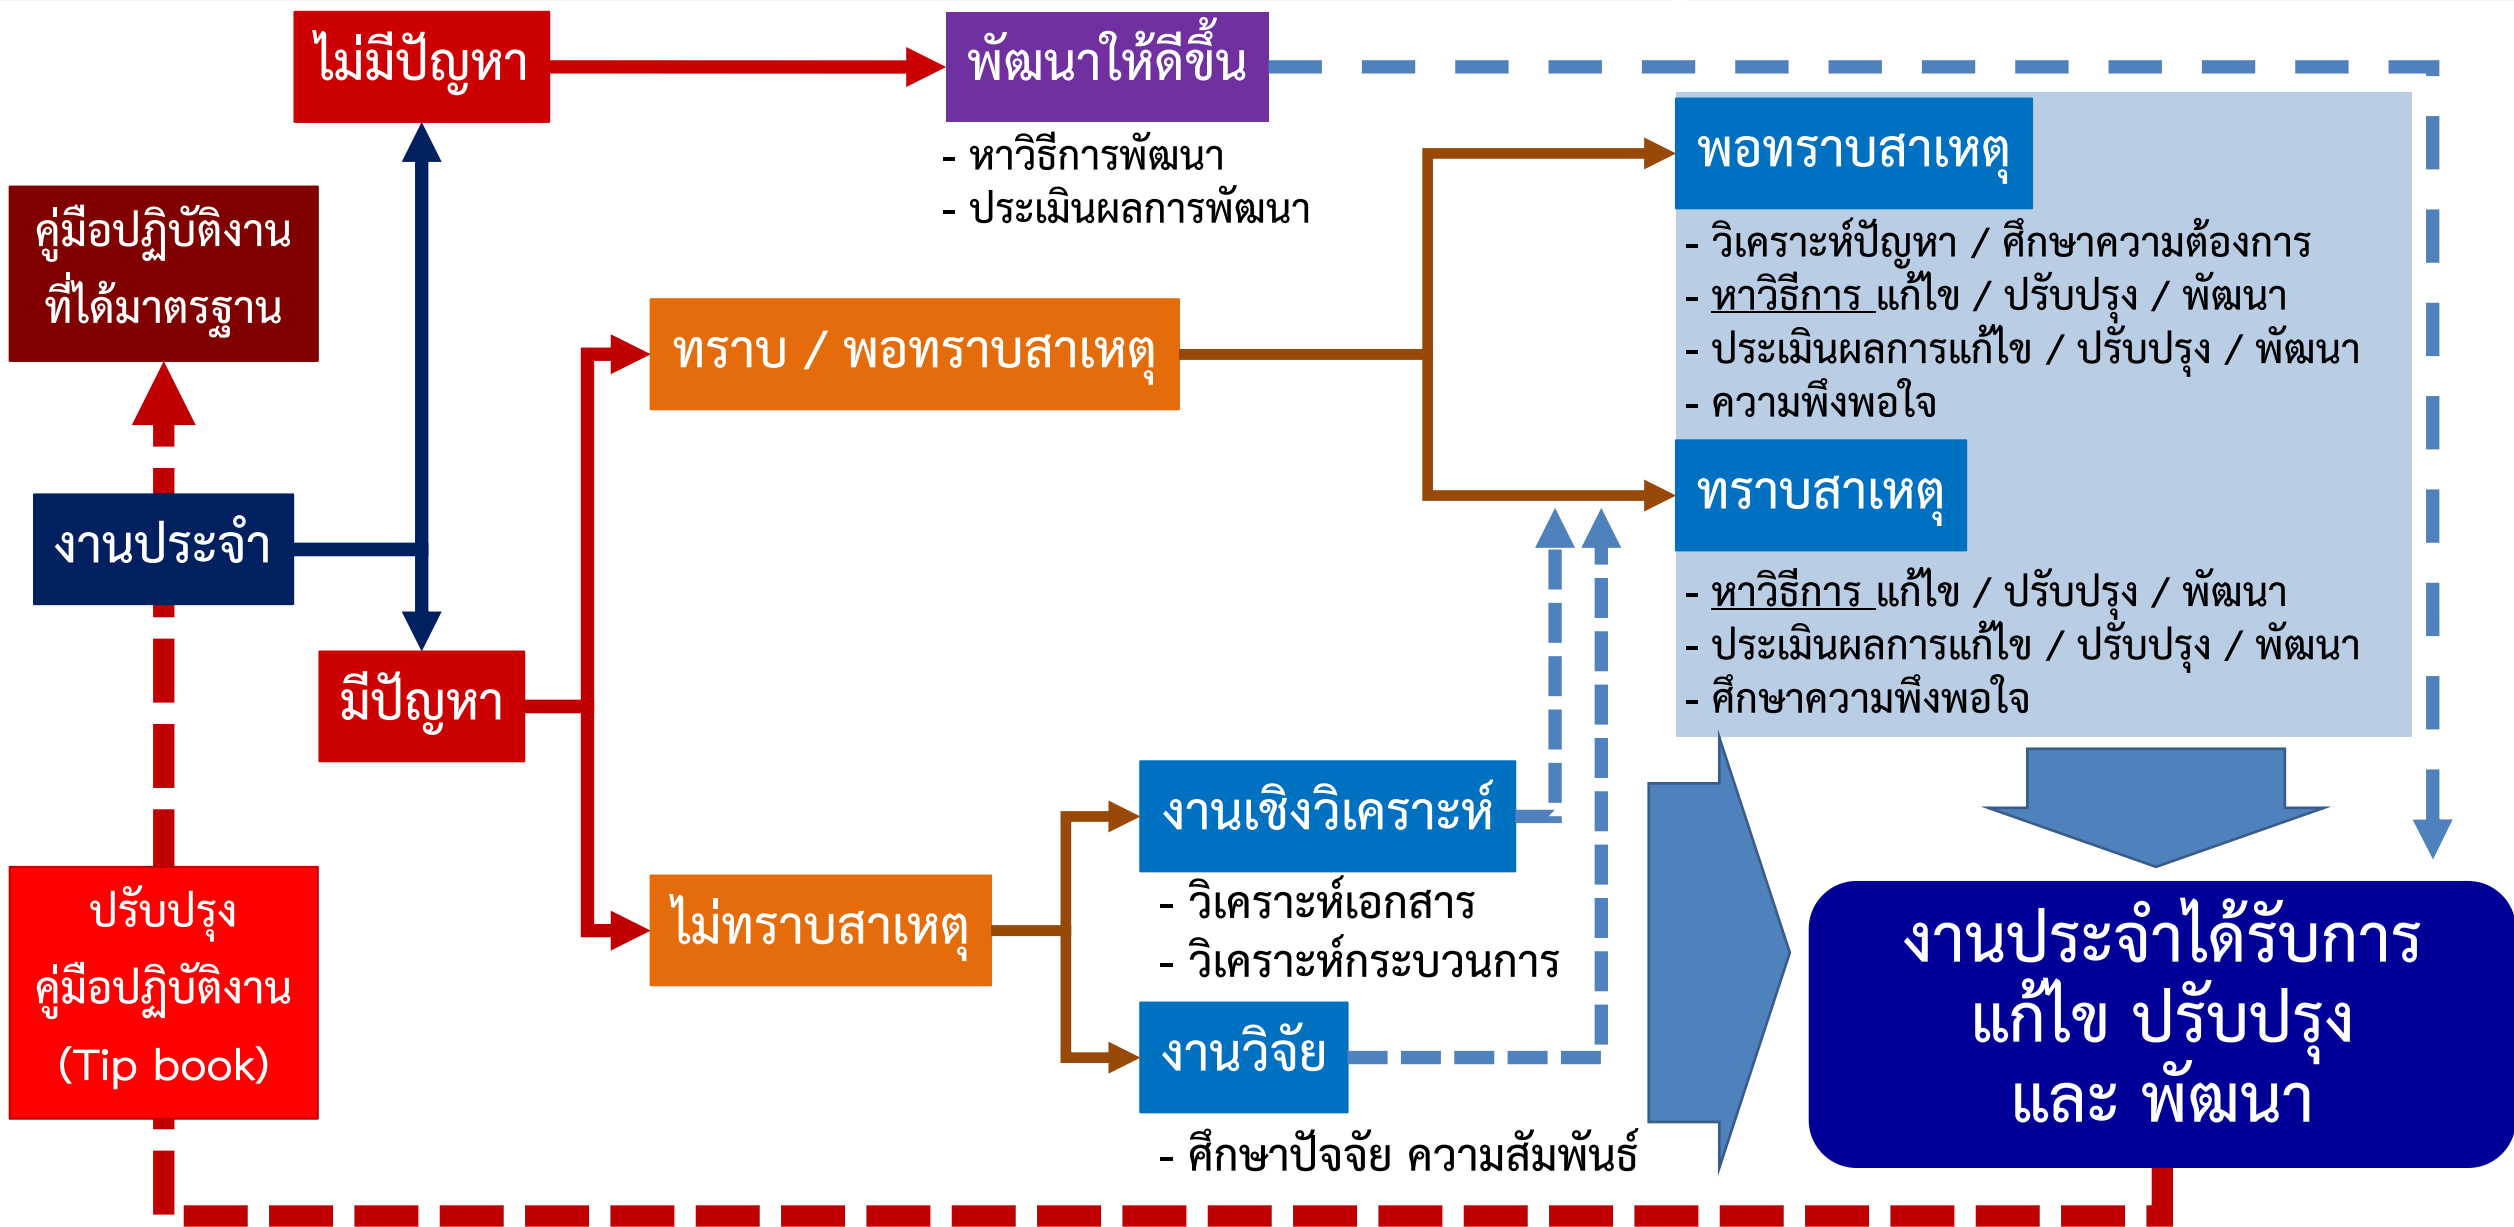 ไม่มีปัญหา
พัฒนาให้ดีขึ้น
- หาวิธีการพัฒนา
- ประเมินผลการพัฒนา
พอทราบสาเหตุ
- วิเคราะห์ปัญหา / ศึกษาความต้องการ
- หาวิธีการ แก้ไข / ปรับปรุง / พัฒนา
- ประเมินผลการแก้ไข / ปรับปรุง / พัฒนา
- ความพึงพอใจ
คู่มือปฏิบัติงาน
ที่ได้มาตรฐาน
ทราบ / พอทราบสาเหตุ
ทราบสาเหตุ
- หาวิธีการ แก้ไข / ปรับปรุง / พัฒนา
- ประเมินผลการแก้ไข / ปรับปรุง / พัฒนา
- ศึกษาความพึงพอใจ
งานประจำ
มีปัญหา
งานเชิงวิเคราะห์
- วิเคราะห์เอกสาร
- วิเคราะห์กระบวนการ
ไม่ทราบสาเหตุ
งานวิจัย
- ศึกษาปัจจัย ความสัมพันธ์
ปรับปรุง
คู่มือปฏิบัติงาน
(Tip book)
งานประจำได้รับการ
แก้ไข ปรับปรุง
และ พัฒนา